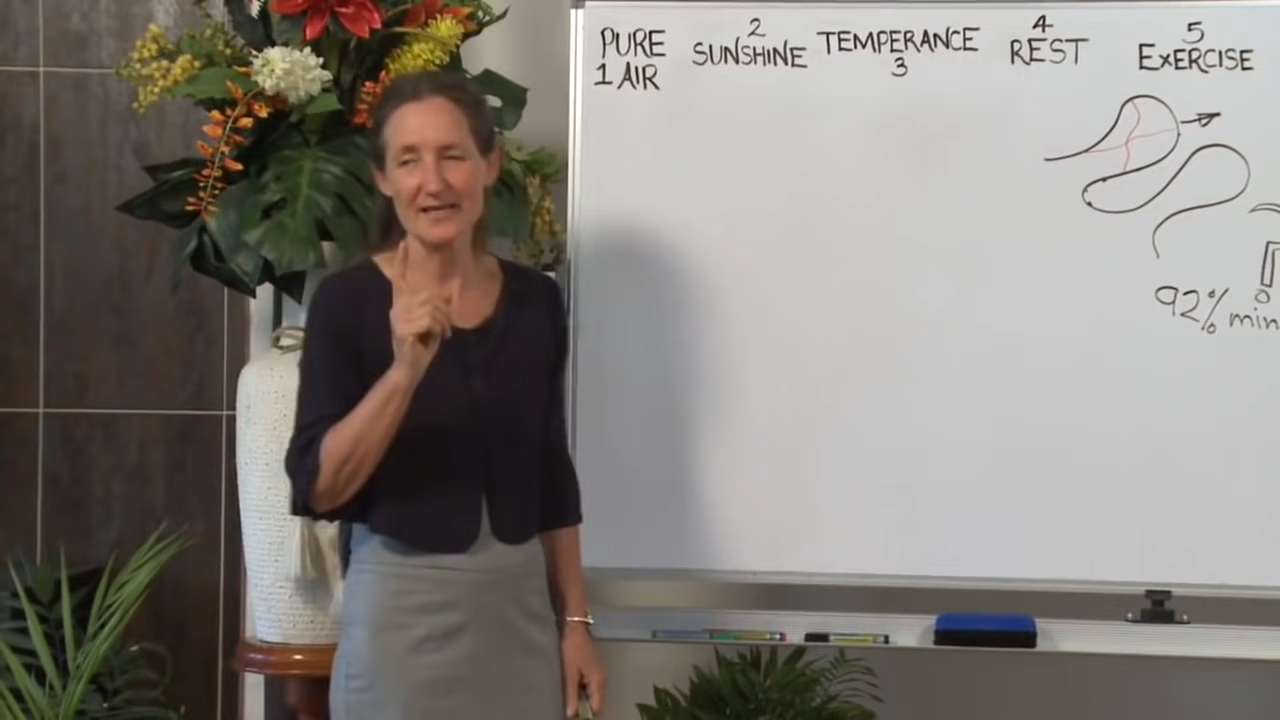 PURE
1 AIR
2
SUNSHINE
TEMPERANCE
3
4
REST
5
EXERCISE
92% min